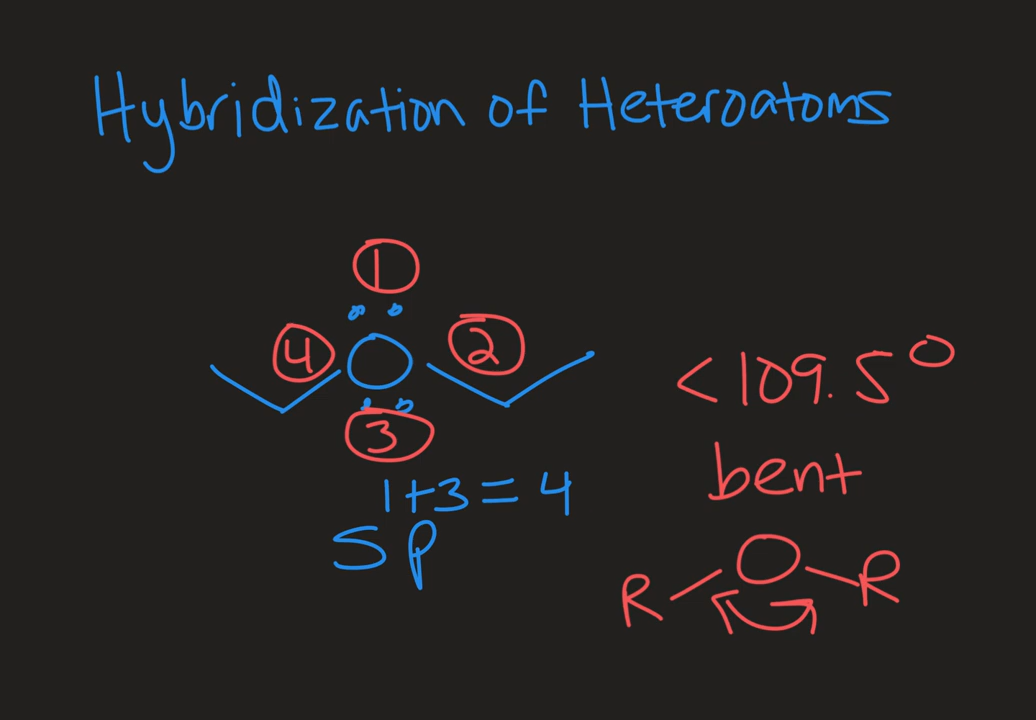 Hybridization of Heteroatoms
1
4 O 2
3
1+3=4
sp
<109.5°
bent
R O R